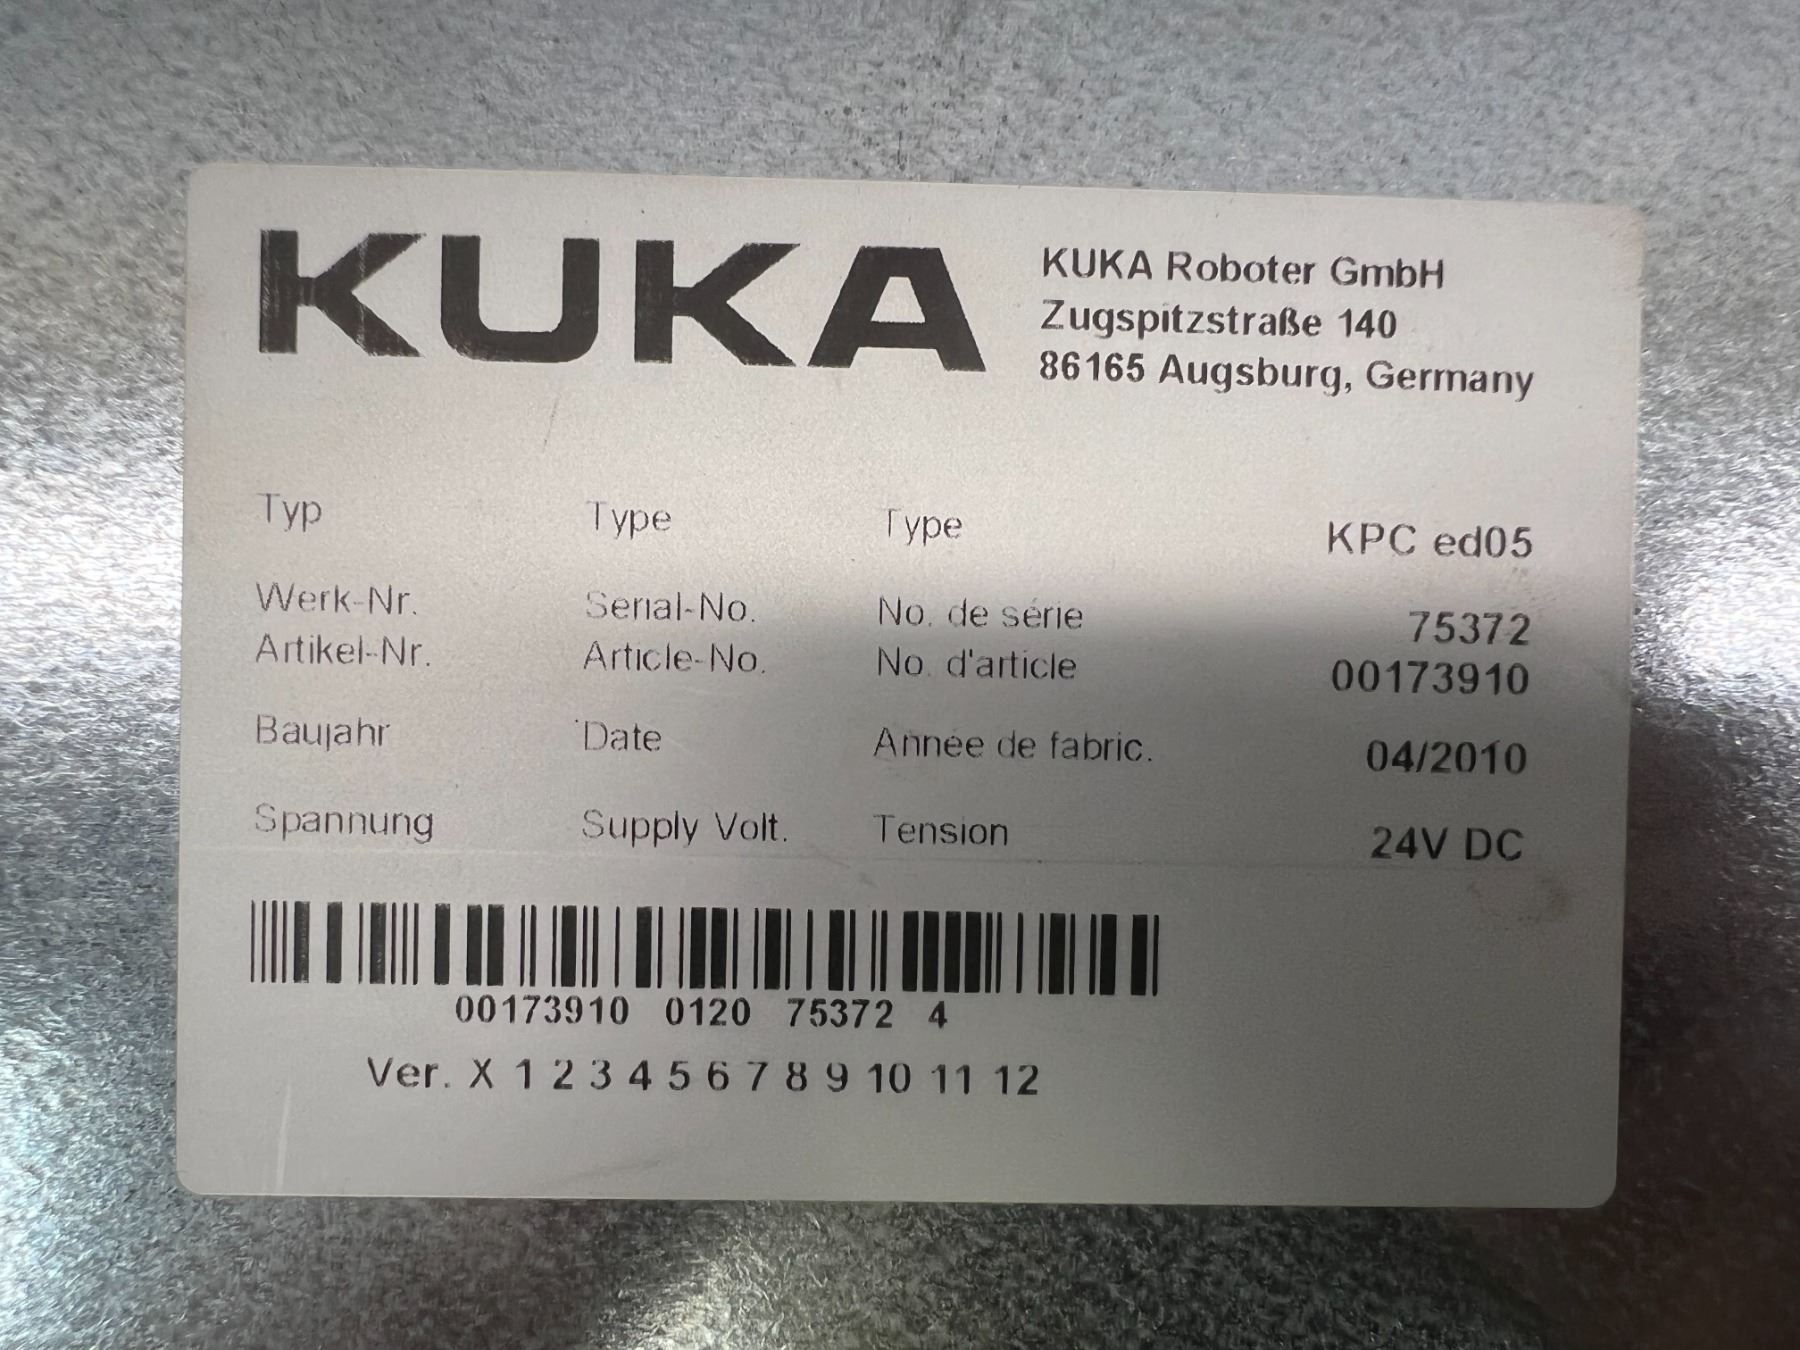 KUKA
KUKA Roboter GmbH
Zugspitzstraße 140
86165 Augsburg, Germany
Typ Type Type KPC ed05
Werk-Nr. Serial-No. No. de série 75372
Artikel-Nr. Article-No. No. d'article 00173910
Baujahr Date Année de fabric. 04/2010
Spannung Supply Volt. Tension 24V DC
00173910 0120 75372 4
Ver. X 1 2 3 4 5 6 7 8 9 10 11 12